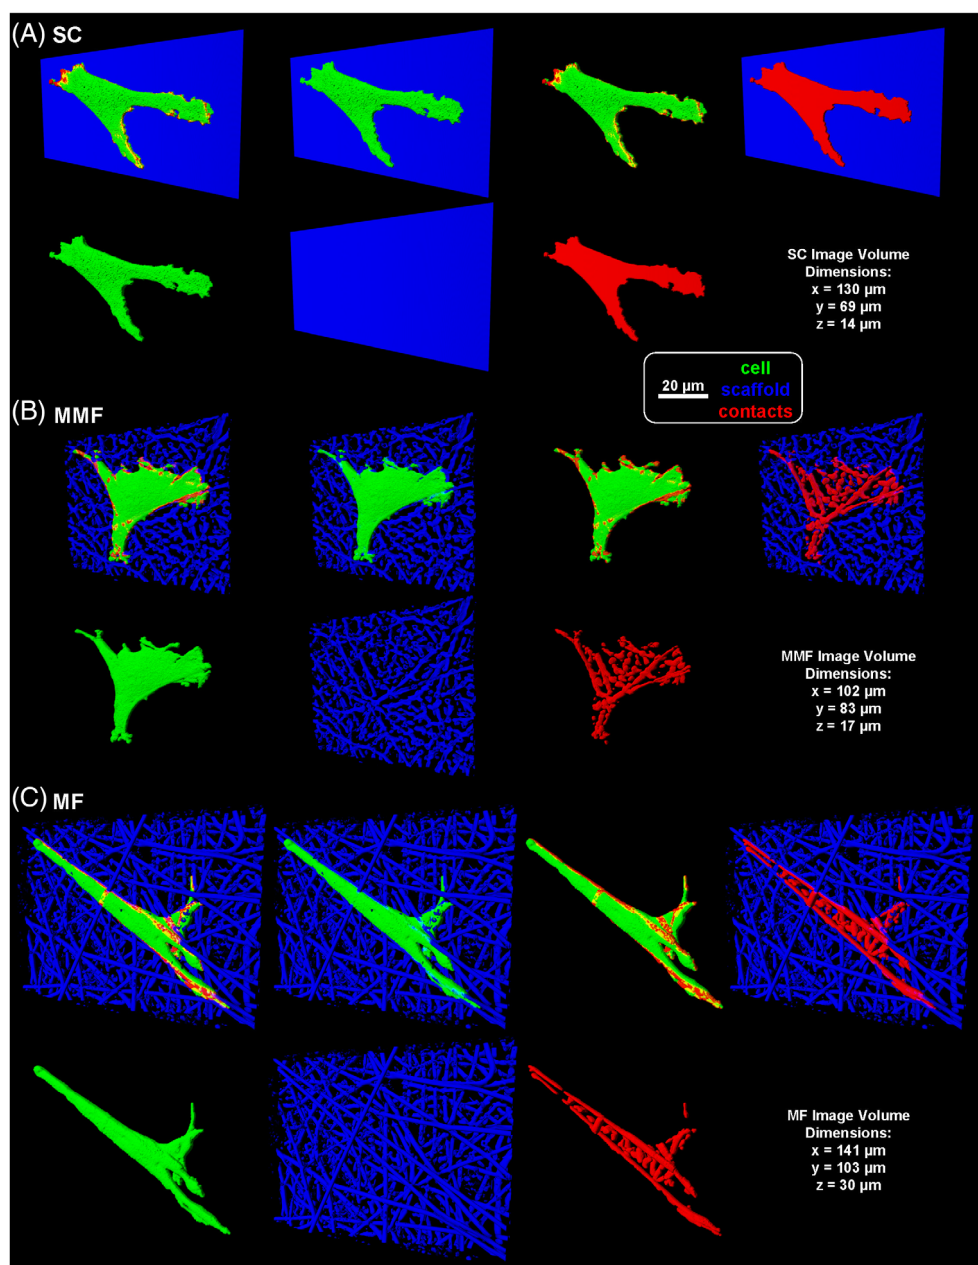 (A) SC
SC Image Volume
Dimensions:
x = 130 µm
y = 69 µm
z = 14 µm
cell
20 µm scaffold
contacts
(B) MMF
MMF Image Volume
Dimensions:
x = 102 µm
y = 83 µm
z = 17 µm
(C) MF
MF Image Volume
Dimensions:
x = 141 µm
y = 103 µm
z = 30 µm